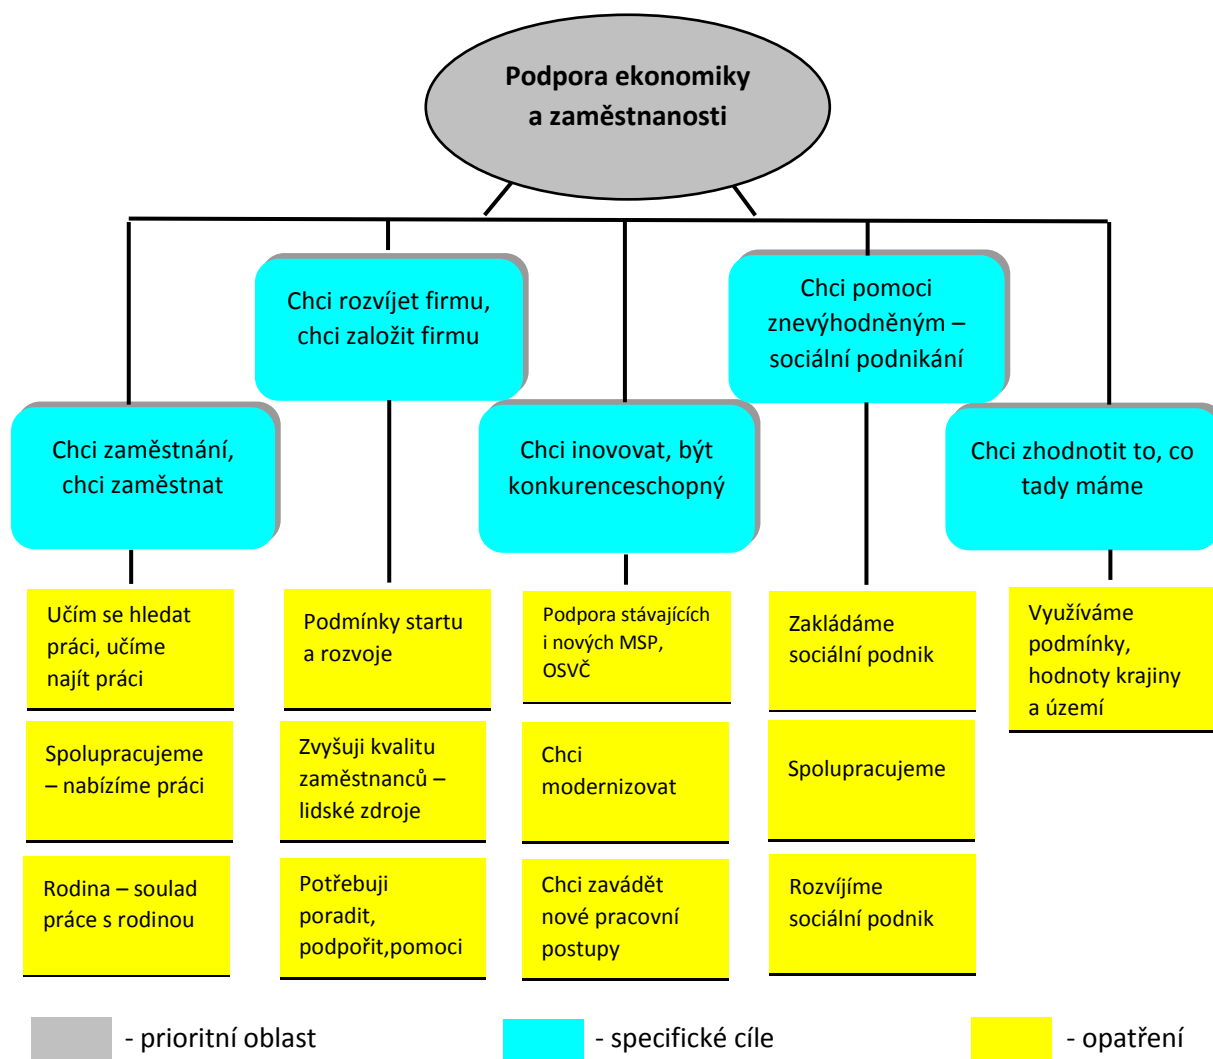 Podpora ekonomiky
a zaměstnanosti
Chci rozvíjet firmu,
chci založit firmu
Chci pomoci
znevýhodněným –
sociální podnikání
Chci zaměstnání,
chci zaměstnat
Chci inovovat, být
konkurenceschopný
Chci zhodnotit to, co
tady máme
Učím se hledat
práci, učíme
najít práci
Podmínky startu
a rozvoje
Podpora stávajících
i nových MSP,
OSVČ
Zakládáme
sociální podnik
Využíváme
podmínky,
hodnoty krajiny
a území
Spolupracujeme
– nabízíme práci
Zvyšuji kvalitu
zaměstnanců –
lidské zdroje
Chci
modernizovat
Spolupracujeme
Rodina – soulad
práce s rodinou
Potřebuji
poradit,
podpořit,pomoci
Chci zavádět
nové pracovní
postupy
Rozvíjíme
sociální podnik
- prioritní oblast
- specifické cíle
- opatření